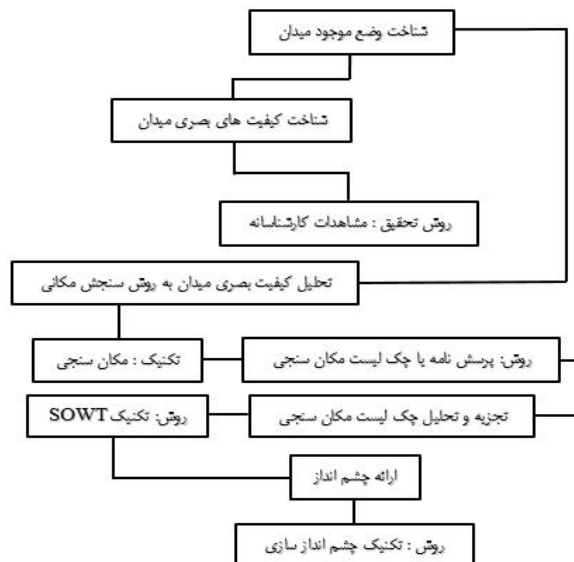 شناخت وضع موجود میدان
شناخت کیفیت های بصری میدان
روش تحقیق : مشاهدات کارشناسانه
تحلیل کیفیت بصری میدان به روش سنجش مکانی
روش: پرسش نامه یا چک لیست مکان سنجی
تکنیک : مکان سنجی
تجزیه و تحلیل چک لیست مکان سنجی
روش: تکنیک SOWT
ارائه چشم انداز
روش : تکنیک چشم انداز سازی